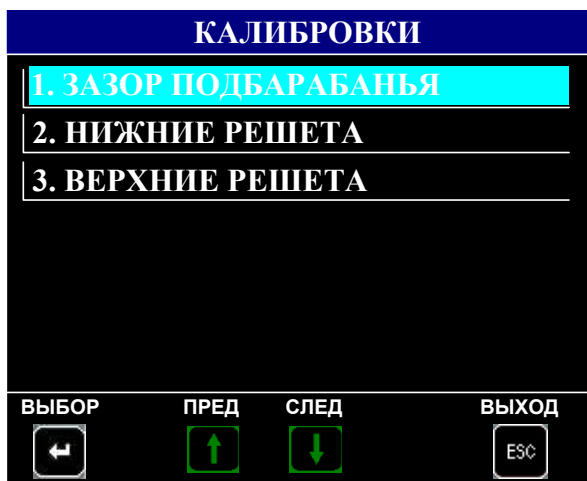 КАЛИБРОВКИ
1. ЗАЗОР ПОДБАРАБАНЬЯ
2. НИЖНИЕ РЕШЕТА
3. ВЕРХНИЕ РЕШЕТА
ВЫБОР ПРЕД СЛЕД ВЫХОД
ESC